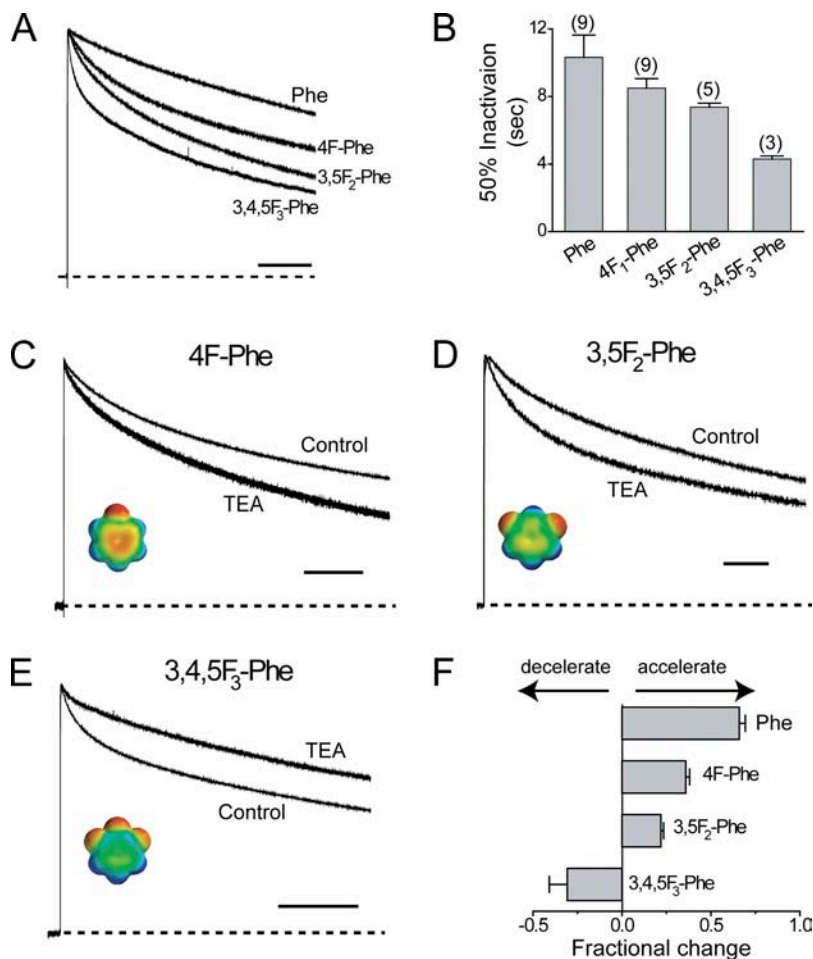 A
Phe
4F-Phe
3,5F2-Phe
3,4,5F3-Phe
B
50% Inactivaion
(sec)
12
8
4
0
(9)
(9)
(5)
(3)
Phe
4F1-Phe
3,5F2-Phe
3,4,5F3-Phe
C
4F-Phe
Control
TEA
D
3,5F2-Phe
Control
TEA
E
3,4,5F3-Phe
TEA
Control
F
decelerate
accelerate
Phe
4F-Phe
3,5F2-Phe
3,4,5F3-Phe
-0.5
0.0
0.5
1.0
Fractional change